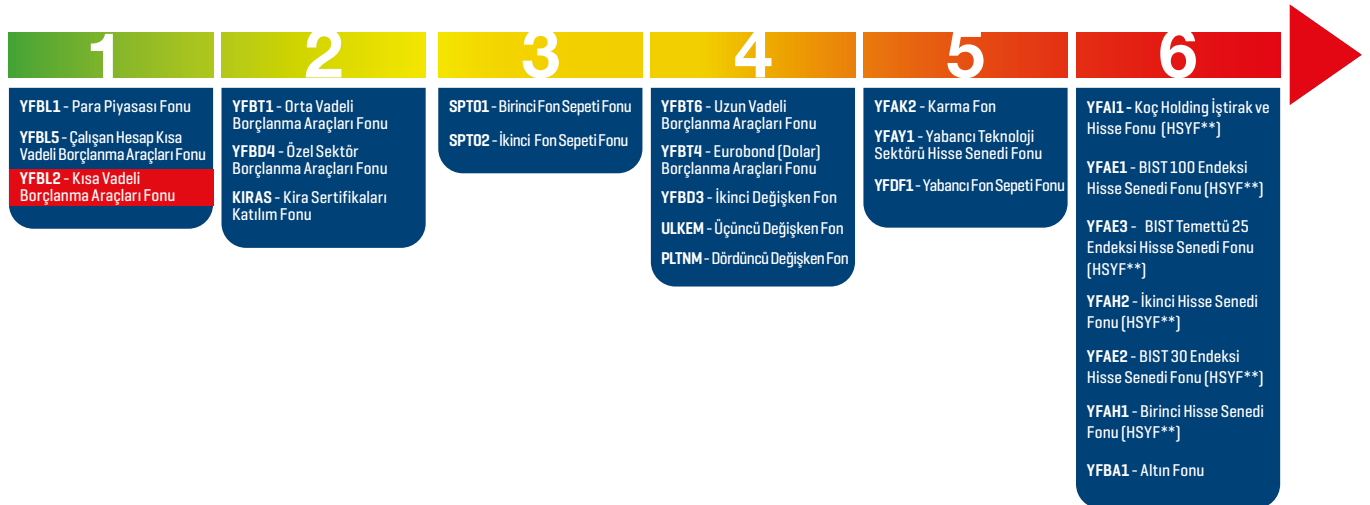 1
YFBL1 - Para Piyasası Fonu
YFBL5 - Çalışan Hesap Kısa
Vadeli Borçlanma Araçları Fonu
YFBL2 - Kısa Vadeli
Borçlanma Araçları Fonu
2
YFBT1 - Orta Vadeli
Borçlanma Araçları Fonu
YFBD4 - Özel Sektör
Borçlanma Araçları Fonu
KIRAS - Kira Sertifikaları
Katılım Fonu
3
SPT01 - Birinci Fon Sepeti Fonu
SPT02 - İkinci Fon Sepeti Fonu
4
YFBT6 - Uzun Vadeli
Borçlanma Araçları Fonu
YFBT4 - Eurobond (Dolar)
Borçlanma Araçları Fonu
YFBD3 - İkinci Değişken Fon
ULKEM - Üçüncü Değişken Fon
PLTNM - Dördüncü Değişken Fon
5
YFAK2 - Karma Fon
YFAY1 - Yabancı Teknoloji
Sektörü Hisse Senedi Fonu
YFDF1 - Yabancı Fon Sepeti Fonu
6
YFAI1 - Koç Holding İştirak ve
Hisse Fonu (HSYF**)
YFAE1 - BIST 100 Endeksi
Hisse Senedi Fonu (HSYF**)
YFAE3 - BIST Temettü 25
Endeksi Hisse Senedi Fonu
(HSYF**)
YFAH2 - İkinci Hisse Senedi
Fonu (HSYF**)
YFAE2 - BIST 30 Endeksi
Hisse Senedi Fonu (HSYF**)
YFAH1 - Birinci Hisse Senedi
Fonu (HSYF**)
YFBA1 - Altın Fonu